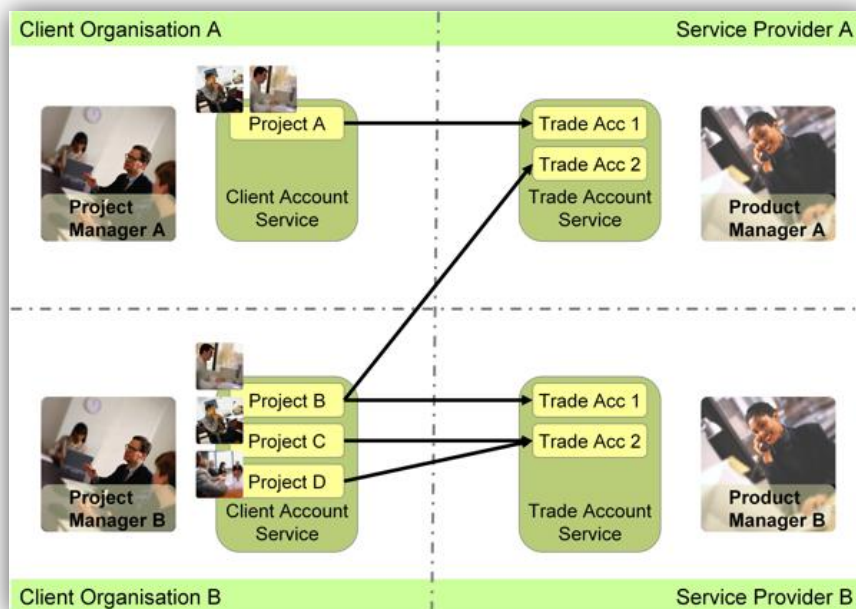 Client Organisation A
Service Provider A
Project A
Client Account
Service
Project
Manager A
Trade Acc 1
Trade Acc 2
Trade Account
Service
Product
Manager A
Project B
Project C
Project D
Client Account
Service
Project
Manager B
Trade Acc 1
Trade Acc 2
Trade Account
Service
Product
Manager B
Client Organisation B
Service Provider B